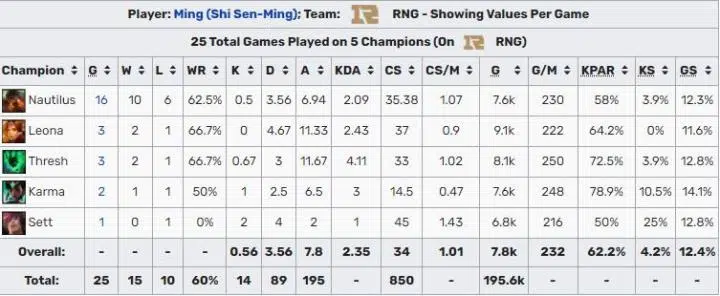 Player: Ming (Shi Sen-Ming); Team: RNG - Showing Values Per Game
25 Total Games Played on 5 Champions (On RNG)
Champion G W L WR K D A KDA CS CS/M G G/M KPAR KS GS
Nautilus 16 10 6 62.5% 0.5 3.56 6.94 2.09 35.38 1.07 7.6k 230 58% 3.9% 12.3%
Leona 3 2 1 66.7% 0 4.67 11.33 2.43 37 0.9 9.1k 222 64.2% 0% 11.6%
Thresh 3 2 1 66.7% 0.67 3 11.67 4.11 33 1.02 8.1k 250 72.5% 3.9% 12.8%
Karma 2 1 1 50% 1 2.5 6.5 3 14.5 0.47 7.6k 248 78.9% 10.5% 14.1%
Sett 1 0 1 0% 2 4 2 1 45 1.43 6.8k 216 50% 25% 12.8%
Overall: - - - - 0.56 3.56 7.8 2.35 34 1.01 7.8k 232 62.2% 4.2% 12.4%
Total: 25 15 10 60% 14 89 195 - 850 - 195.6k - - - -